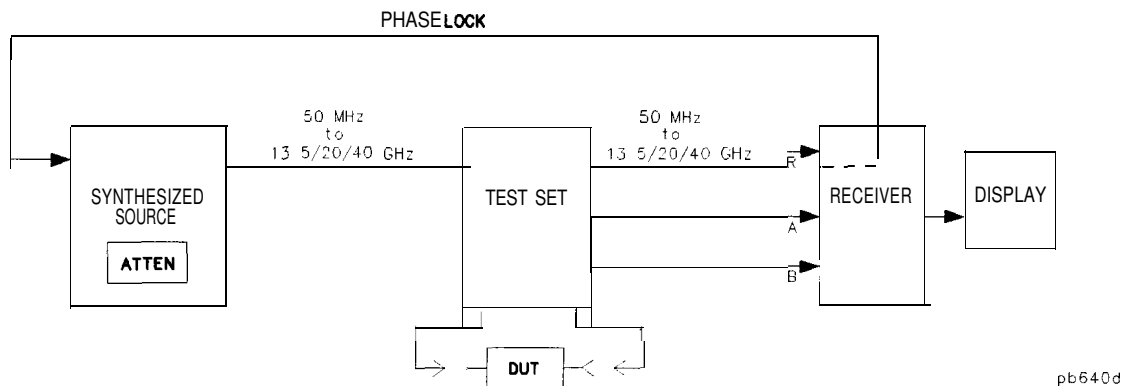 PHASE LOCK
50 MHz
to
13 5/20/40 GHz
50 MHz
to
13 5/20/40 GHz
SYNTHESIZED
SOURCE
ATTEN
TEST SET
R
A
B
RECEIVER
DISPLAY
DUT
pb640d